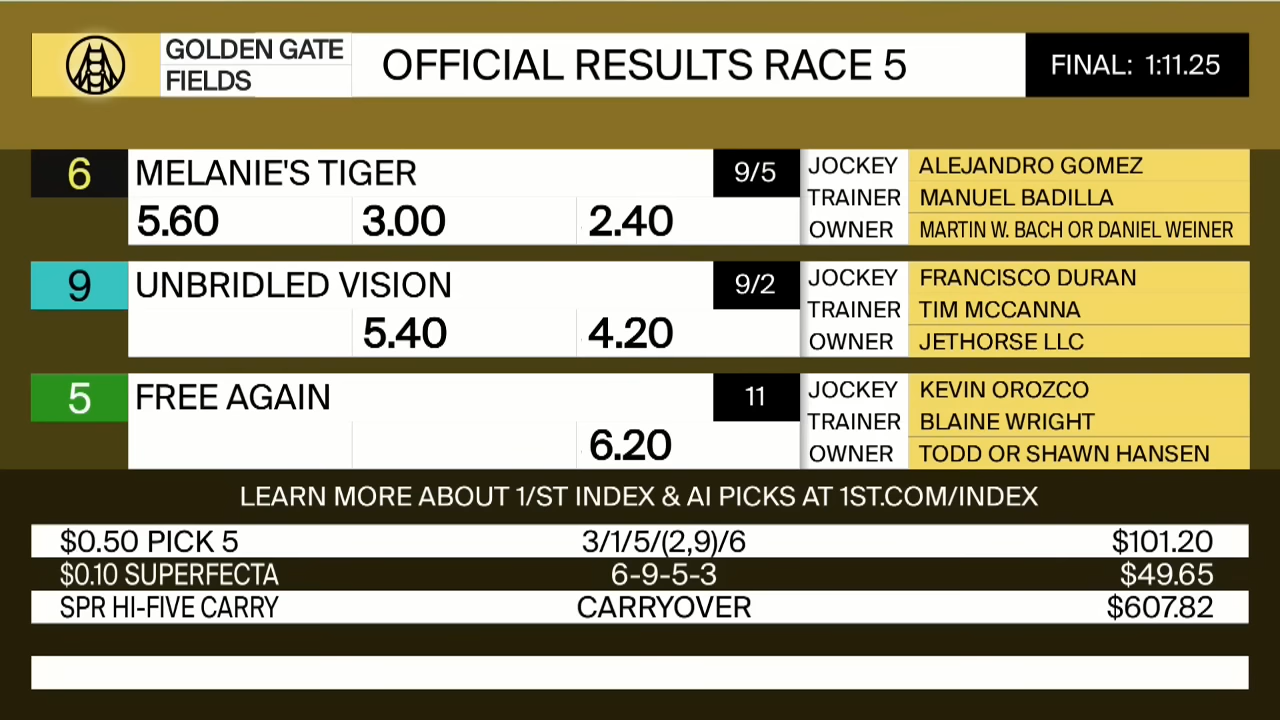 GOLDEN GATE
FIELDS
OFFICIAL RESULTS RACE 5
FINAL: 1:11.25
6
MELANIE'S TIGER
9/5
5.60 3.00 2.40
JOCKEY ALEJANDRO GOMEZ
TRAINER MANUEL BADILLA
OWNER MARTIN W. BACH OR DANIEL WEINER
9
UNBRIDLED VISION
9/2
5.40 4.20
JOCKEY FRANCISCO DURAN
TRAINER TIM MCCANNA
OWNER JETHORSE LLC
5
FREE AGAIN
11
6.20
JOCKEY KEVIN OROZCO
TRAINER BLAINE WRIGHT
OWNER TODD OR SHAWN HANSEN
LEARN MORE ABOUT 1/ST INDEX & AI PICKS AT 1ST.COM/INDEX
$0.50 PICK 5 3/1/5/(2,9)/6 $101.20
$0.10 SUPERFECTA 6-9-5-3 $49.65
SPR HI-FIVE CARRY CARRYOVER $607.82